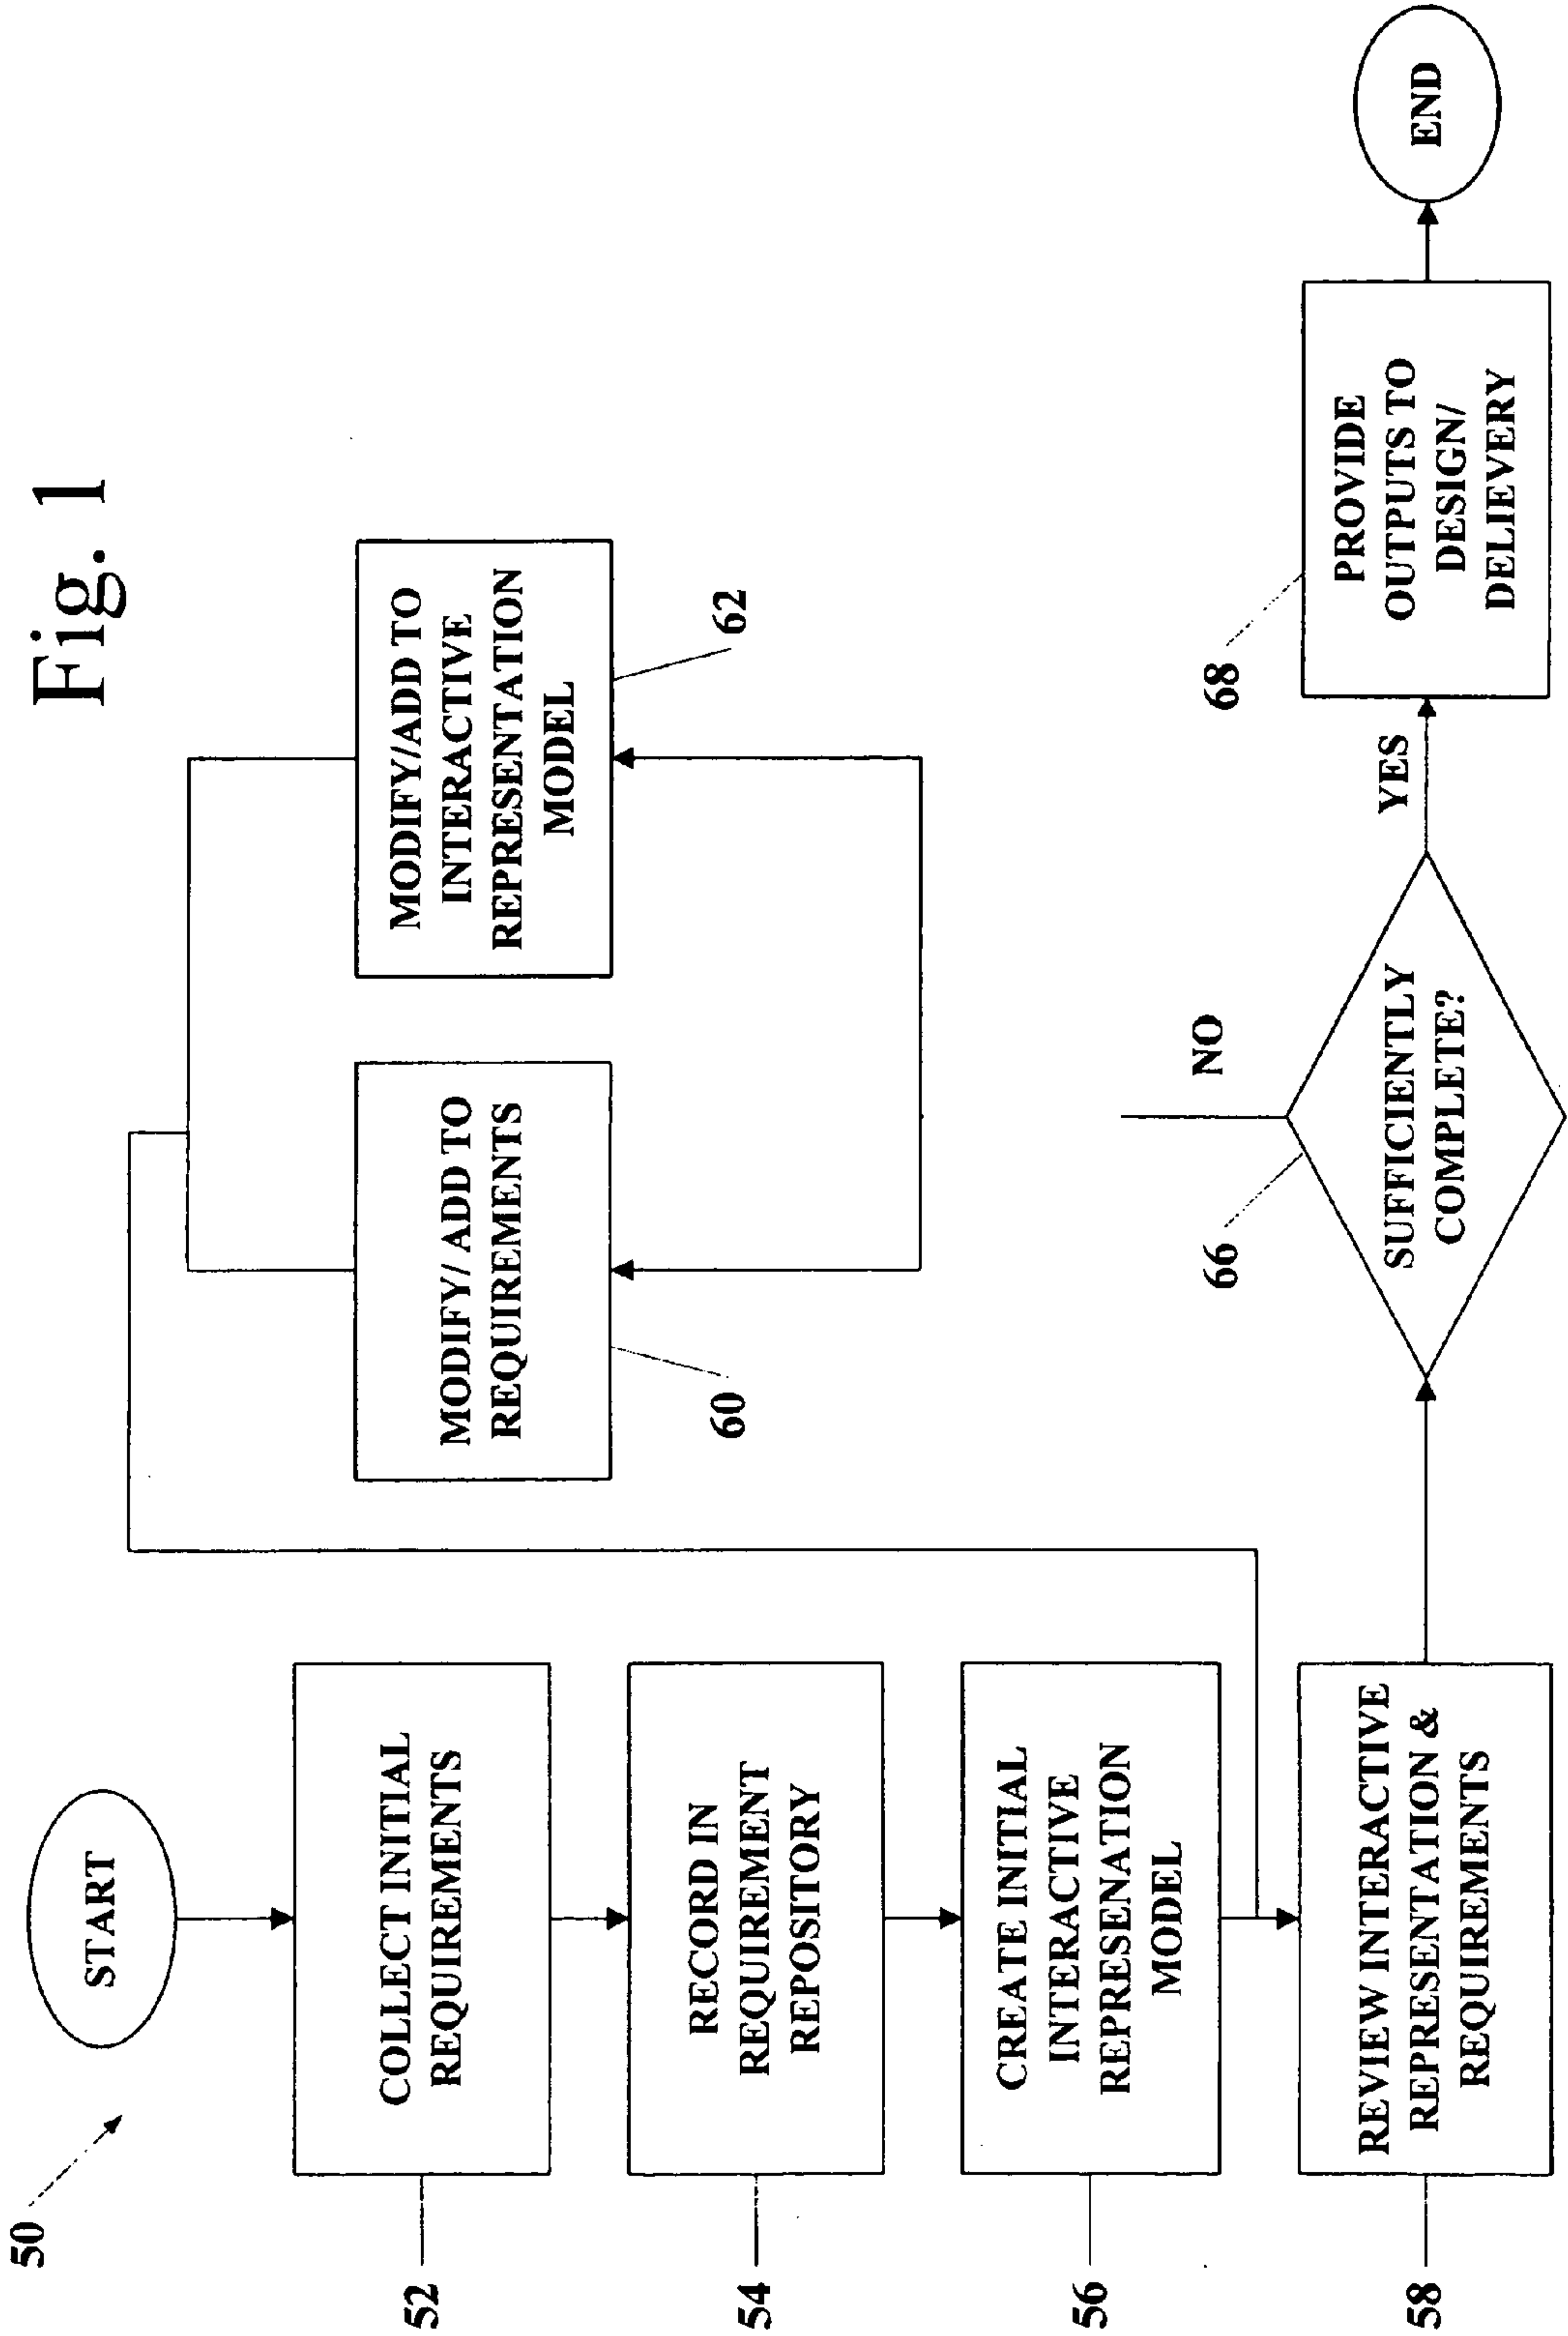 Fig. 1
50
START
52
COLLECT INITIAL
REQUIREMENTS
54
RECORD IN
REQUIREMENT
REPOSITORY
56
CREATE INITIAL
INTERACTIVE
REPRESENATION
MODEL
58
REVIEW INTERACTIVE
REPRESENTATION &
REQUIREMENTS
MODIFY/ ADD TO
REQUIREMENTS
60
MODIFY/ADD TO
INTERACTIVE
REPRESENTATION
MODEL
62
NO
66
SUFFICIENTLY
COMPLETE?
YES
68
PROVIDE
OUTPUTS TO
DESIGN/
DELIEVERY
END